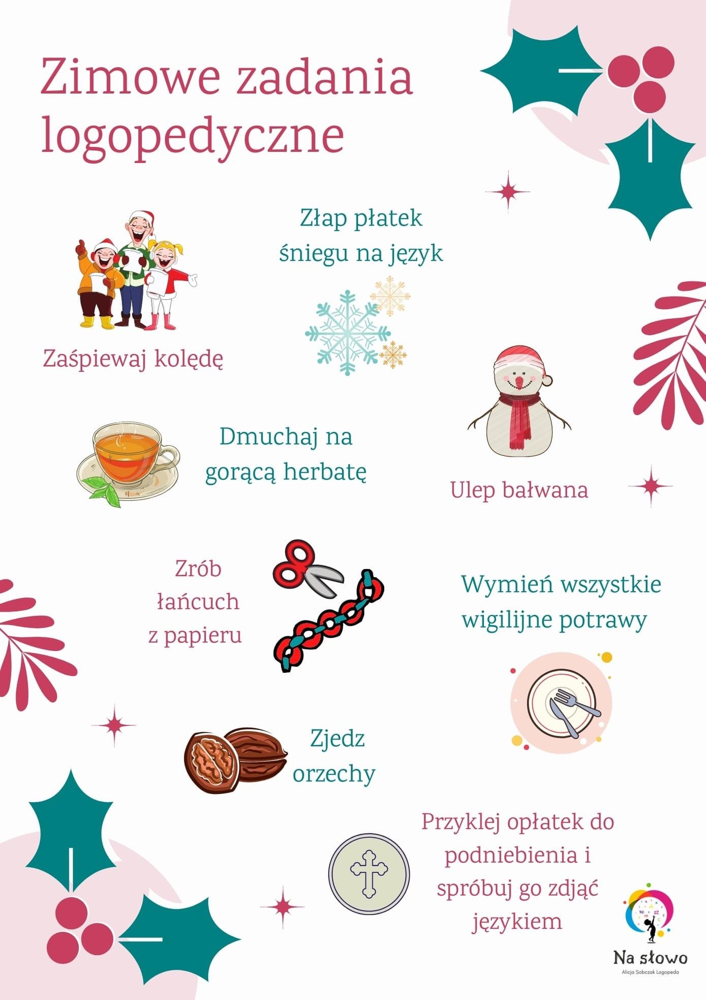 Zimowe zadania
logopedyczne
Złap płatek
śniegu na język
Zaśpiewaj kolędę
Dmuchaj na
gorącą herbatę
Ulep bałwana
Zrób
łańcuch
z papieru
Wymień wszystkie
wigilijne potrawy
Zjedz
orzechy
Przyklej opłatek do
podniebienia i
spróbuj go zdjąć
językiem
Na słowo
Alicja Sobczak Logopeda